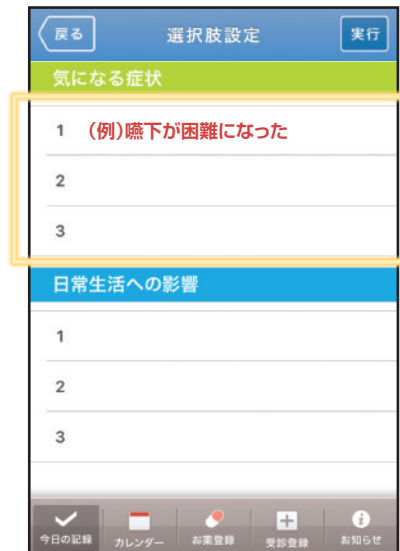 戻る 選択肢設定 実行
気になる症状
1 （例）嚥下が困難になった
2
3
日常生活への影響
1
2
3
今日の記録 カレンダー お薬登録 受診登録 お知らせ